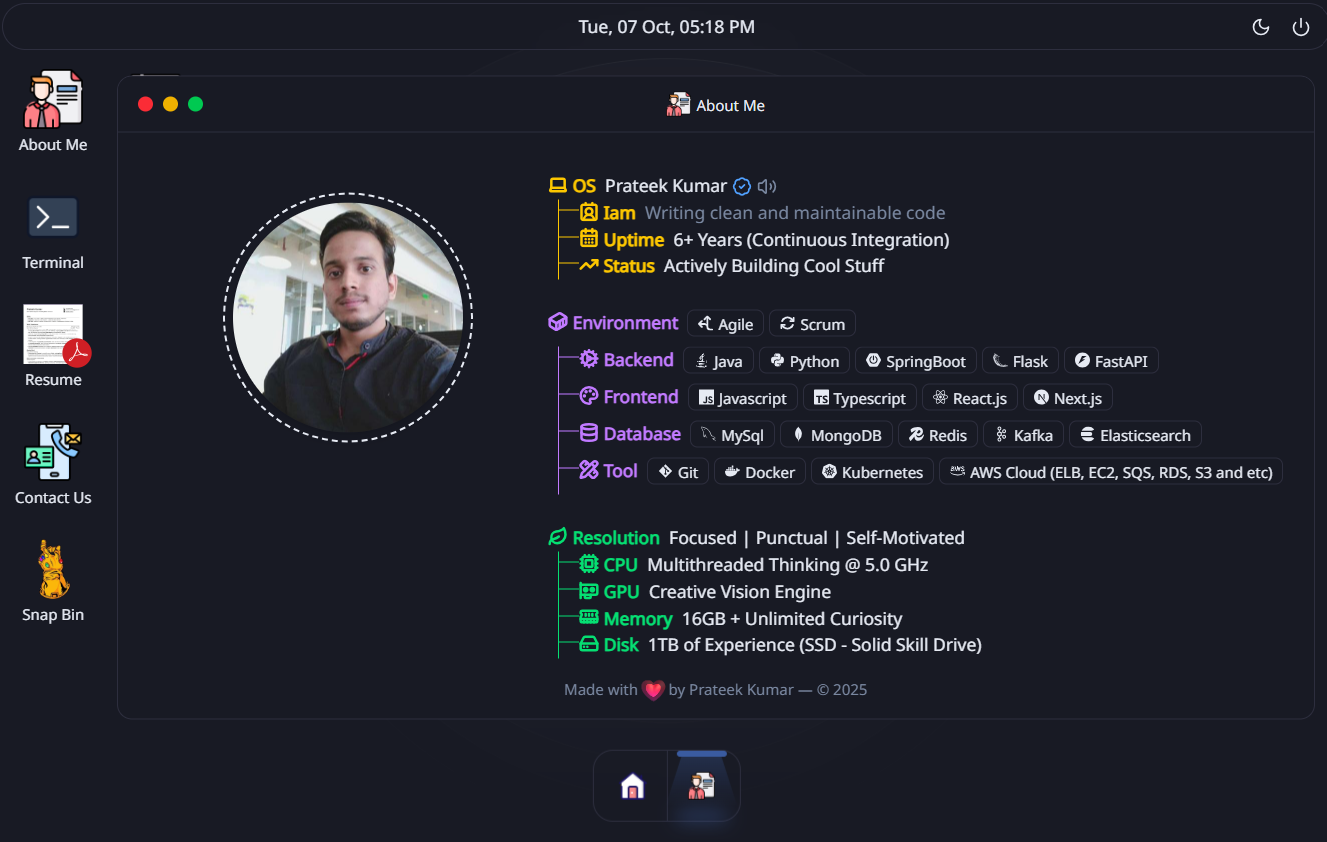 Tue, 07 Oct, 05:18 PM
About Me
Terminal
Resume
Contact Us
Snap Bin
About Me
OS Prateek Kumar
Iam Writing clean and maintainable code
Uptime 6+ Years (Continuous Integration)
Status Actively Building Cool Stuff
Environment Agile Scrum
Backend Java Python SpringBoot Flask FastAPI
Frontend JS Javascript TS Typescript React.js Next.js
Database MySql MongoDB Redis Kafka Elasticsearch
Tool Git Docker Kubernetes aws AWS Cloud (ELB, EC2, SQS, RDS, S3 and etc)
Resolution Focused | Punctual | Self-Motivated
CPU Multithreaded Thinking @ 5.0 GHz
GPU Creative Vision Engine
Memory 16GB + Unlimited Curiosity
Disk 1TB of Experience (SSD - Solid Skill Drive)
Made with ❤️ by Prateek Kumar — © 2025